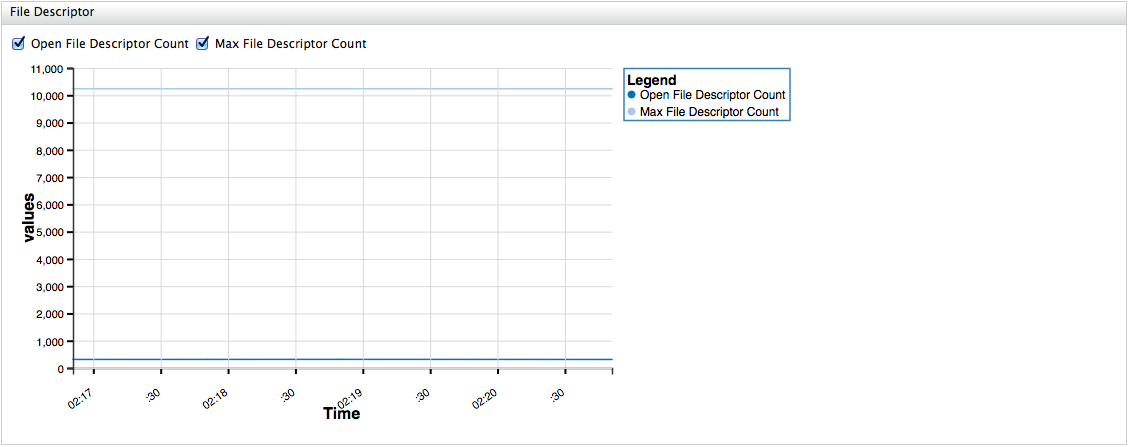 File Descriptor
Open File Descriptor Count Max File Descriptor Count
11,000
10,000
9,000
8,000
7,000
6,000
5,000
4,000
3,000
2,000
1,000
0
values
02:17 :30 02:18 :30 02:19 :30 02:20 :30
Time
Legend
Open File Descriptor Count
Max File Descriptor Count